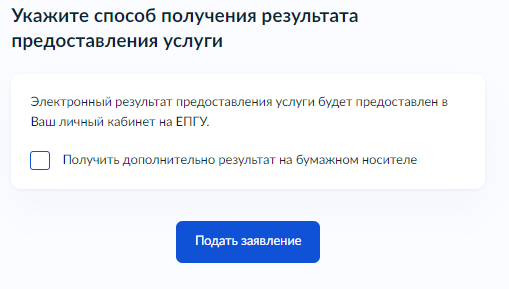 Укажите способ получения результата
предоставления услуги
Электронный результат предоставления услуги будет предоставлен в
Ваш личный кабинет на ЕПГУ.
Получить дополнительно результат на бумажном носителе
Подать заявление